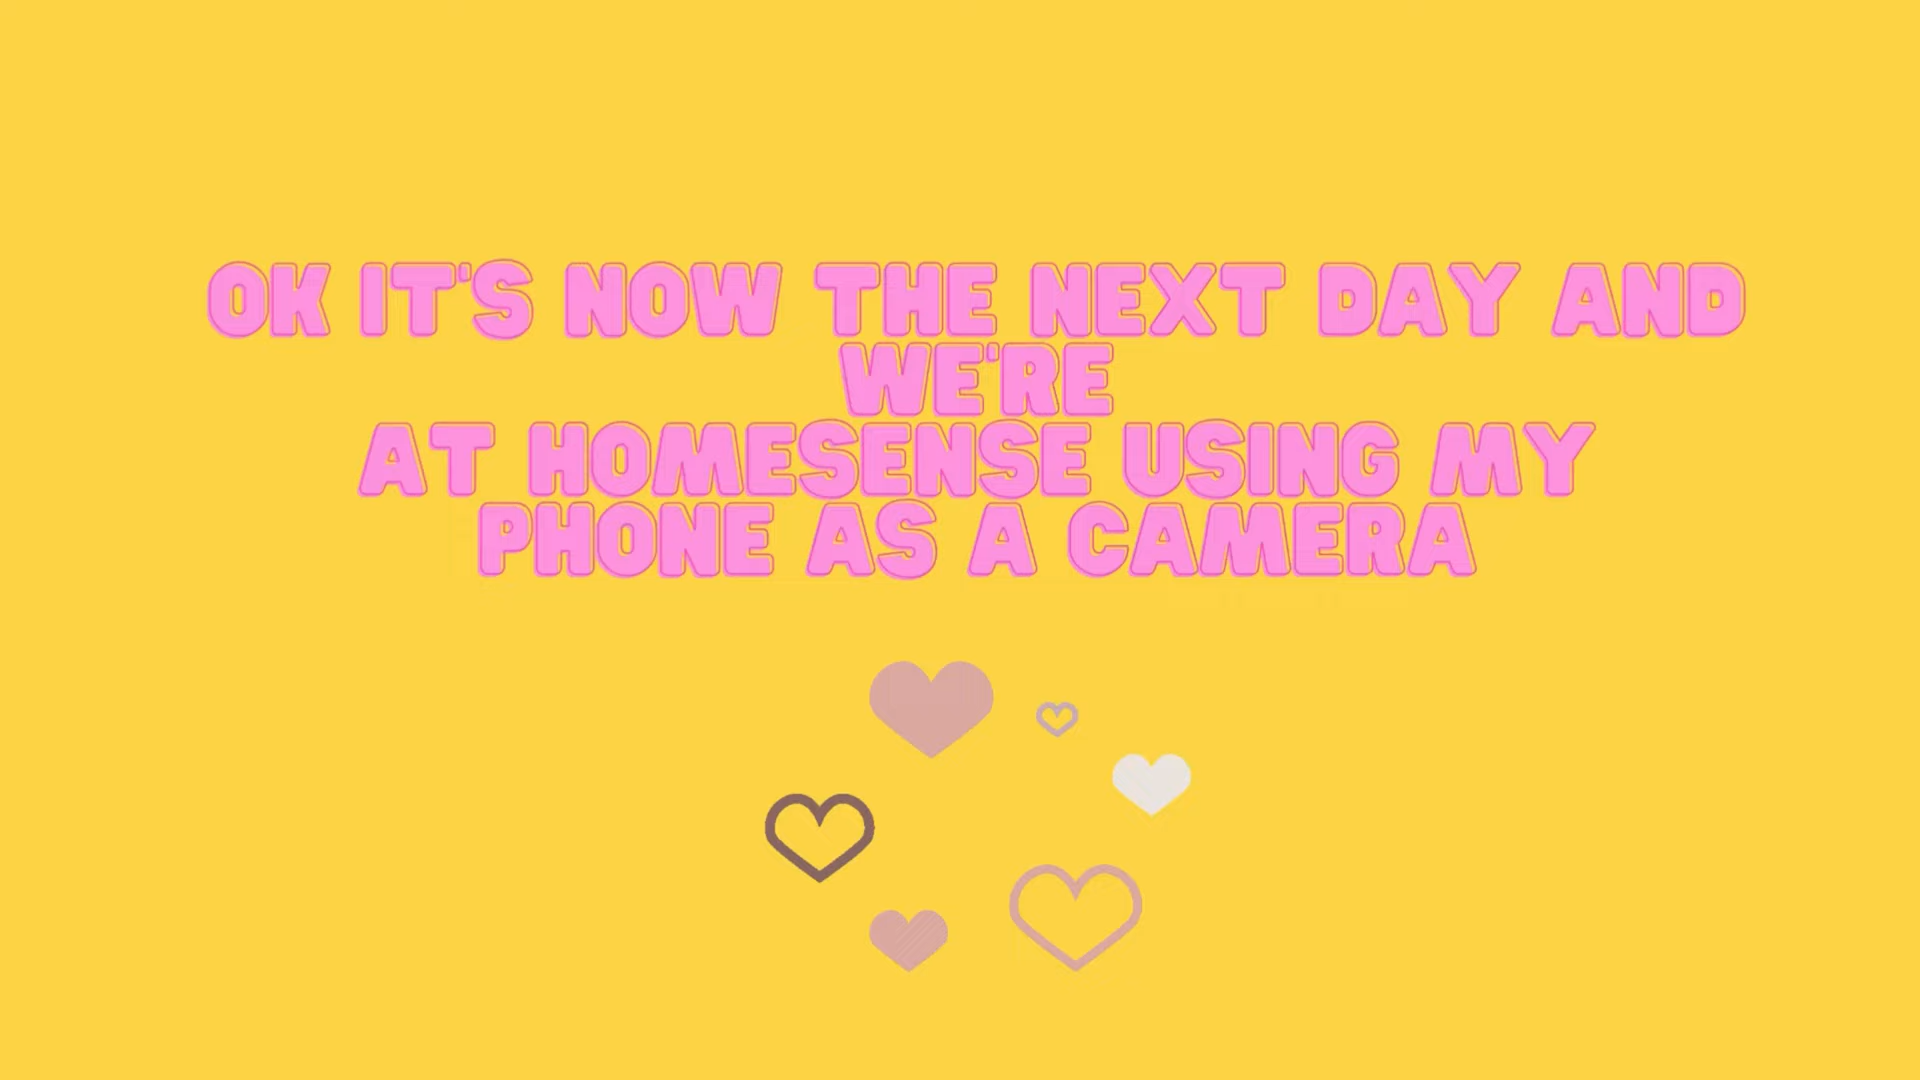 OK IT'S NOW THE NEXT DAY AND
WE'RE
AT HOMESENSE USING MY
PHONE AS A CAMERA